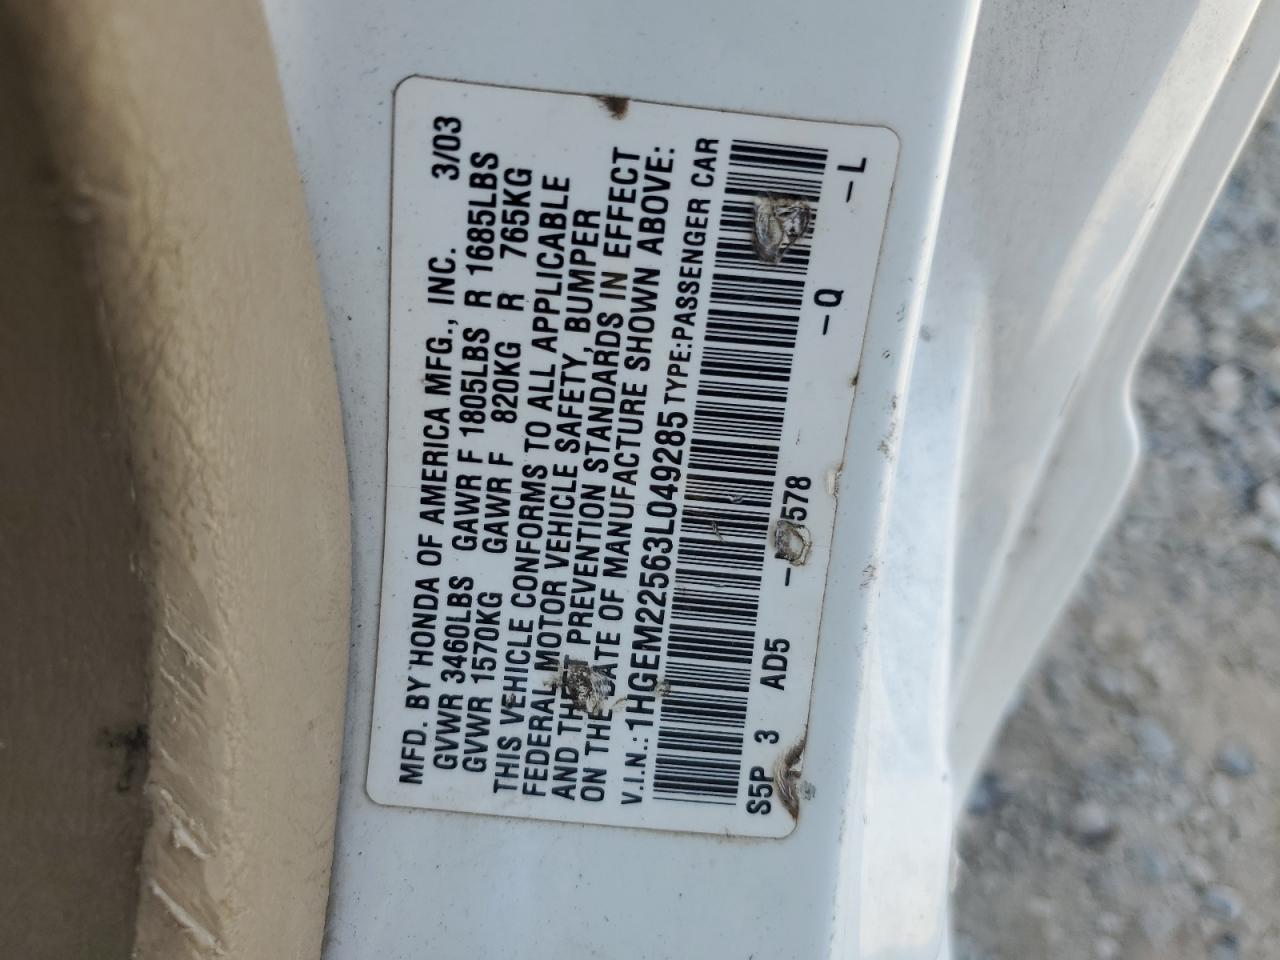 MFD. BY HONDA OF AMERICA MFG., INC. 3/03
GVWR 3460LBS GAWR F 1805LBS R 1685LBS
GVWR 1570KG GAWR F 820KG R 765KG
THIS VEHICLE CONFORMS TO ALL APPLICABLE
FEDERAL MOTOR VEHICLE SAFETY, BUMPER
AND THEFT PREVENTION STANDARDS IN EFFECT
ON THE DATE OF MANUFACTURE SHOWN ABOVE:
V.I.N.: 1HGEM22563L049285 TYPE: PASSENGER CAR
S5P 3 AD5 - 578 -Q -L